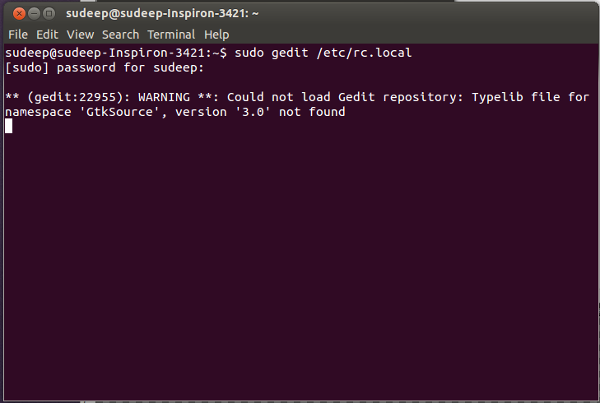 sudeep@sudeep-Inspiron-3421: ~
File Edit View Search Terminal Help
sudeep@sudeep-Inspiron-3421:~$ sudo gedit /etc/rc.local
[sudo] password for sudeep:
** (gedit:22955): WARNING **: Could not load Gedit repository: Typelib file for
namespace 'GtkSource', version '3.0' not found